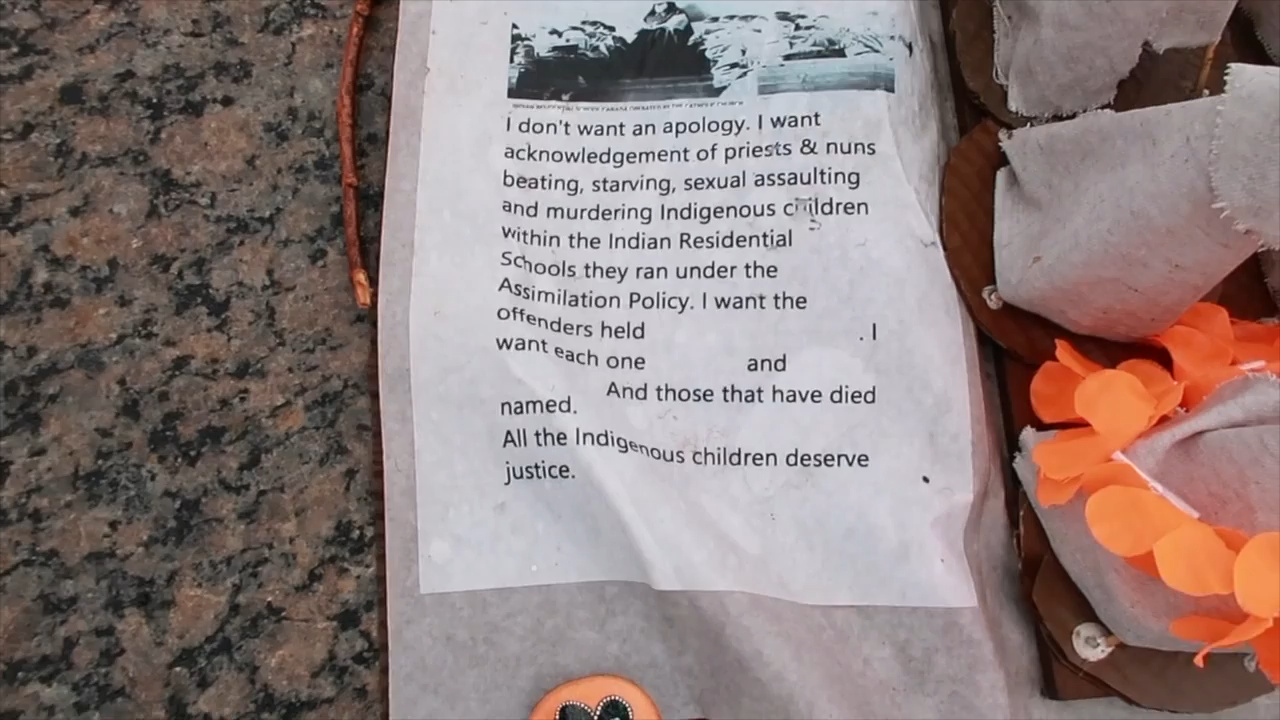 I don't want an apology. I want
acknowledgement of priests & nuns
beating, starving, sexual assaulting
and murdering Indigenous children
within the Indian Residential
Schools they ran under the
Assimilation Policy. I want the
offenders held . I
want each one and
And those that have died
named.
All the Indigenous children deserve
justice.